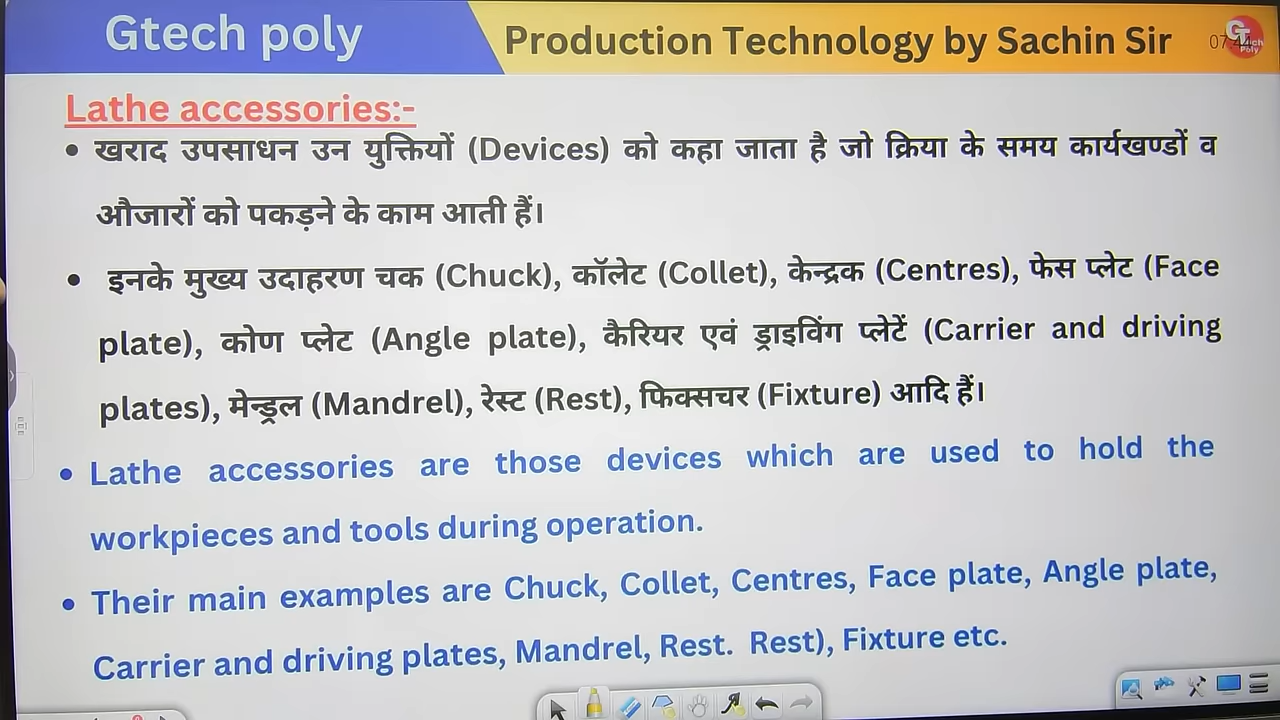 Gtech poly
Production Technology by Sachin Sir
Lathe accessories:-
• खराद उपसाधन उन युक्तियों (Devices) को कहा जाता है जो क्रिया के समय कार्यखण्डों व
औजारों को पकड़ने के काम आती हैं।
• इनके मुख्य उदाहरण चक (Chuck), कॉलेट (Collet), केन्द्रक (Centres), फेस प्लेट (Face
plate), कोण प्लेट (Angle plate), कैरियर एवं ड्राइविंग प्लेटें (Carrier and driving
plates), मेन्ड्रल (Mandrel), रेस्ट (Rest), फिक्सचर (Fixture) आदि हैं।
• Lathe accessories are those devices which are used to hold the
workpieces and tools during operation.
• Their main examples are Chuck, Collet, Centres, Face plate, Angle plate,
Carrier and driving plates, Mandrel, Rest. Rest), Fixture etc.